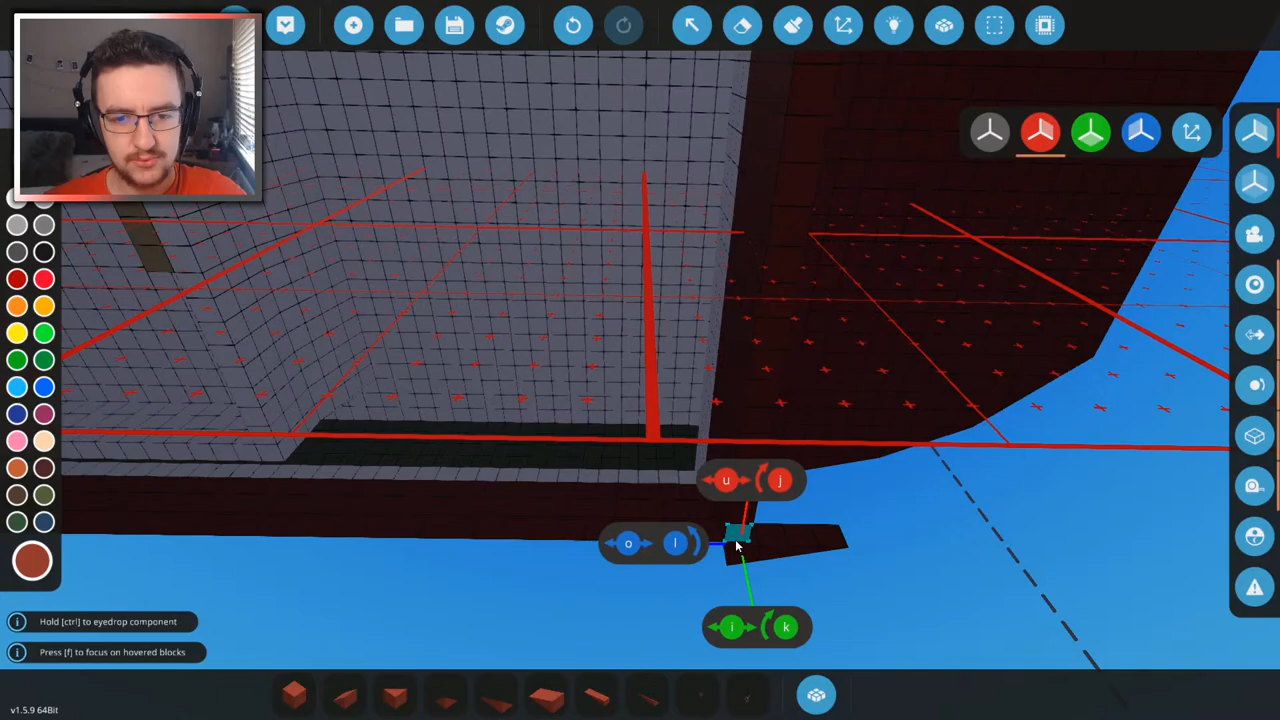 u j
o l
i k
Hold [ctrl] to eyedrop component
Press [f] to focus on hovered blocks
v1.5.9 64Bit